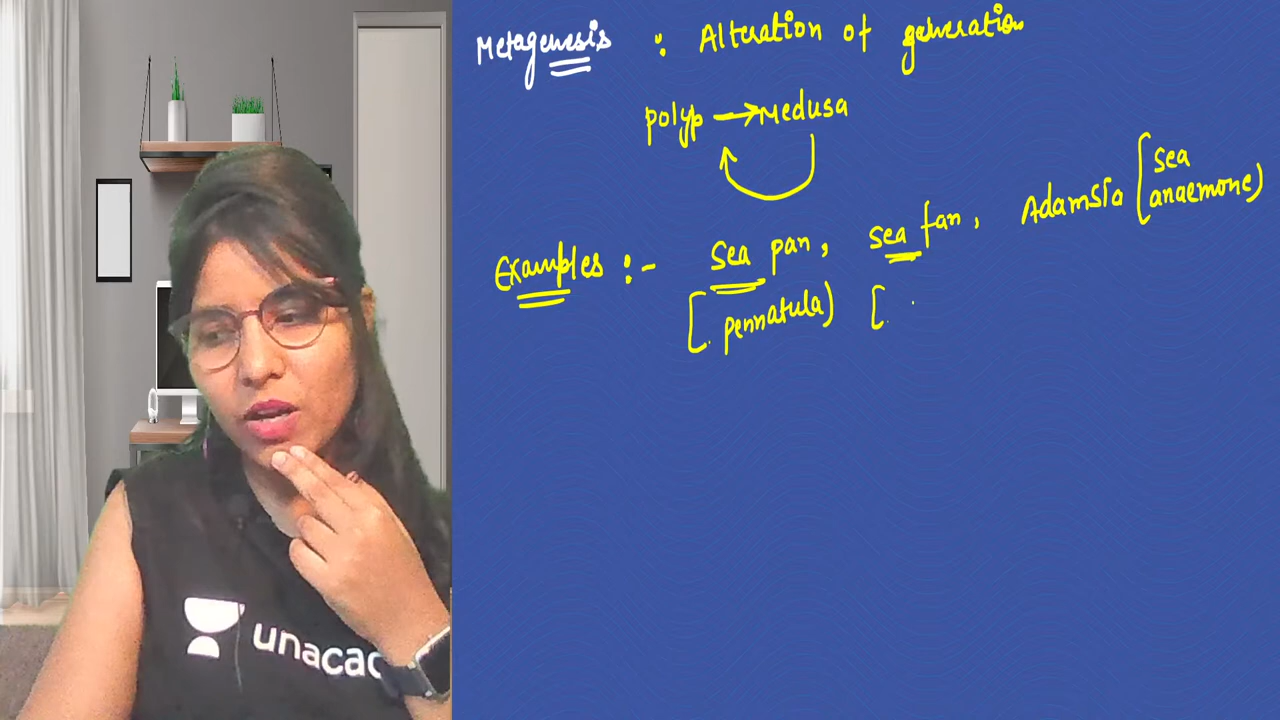 Metagenesis : Alteration of generation
polyp → Medusa
Examples :- Sea pan, sea fan, Adamsia [sea anaemone)
[pennatula) [
unacad